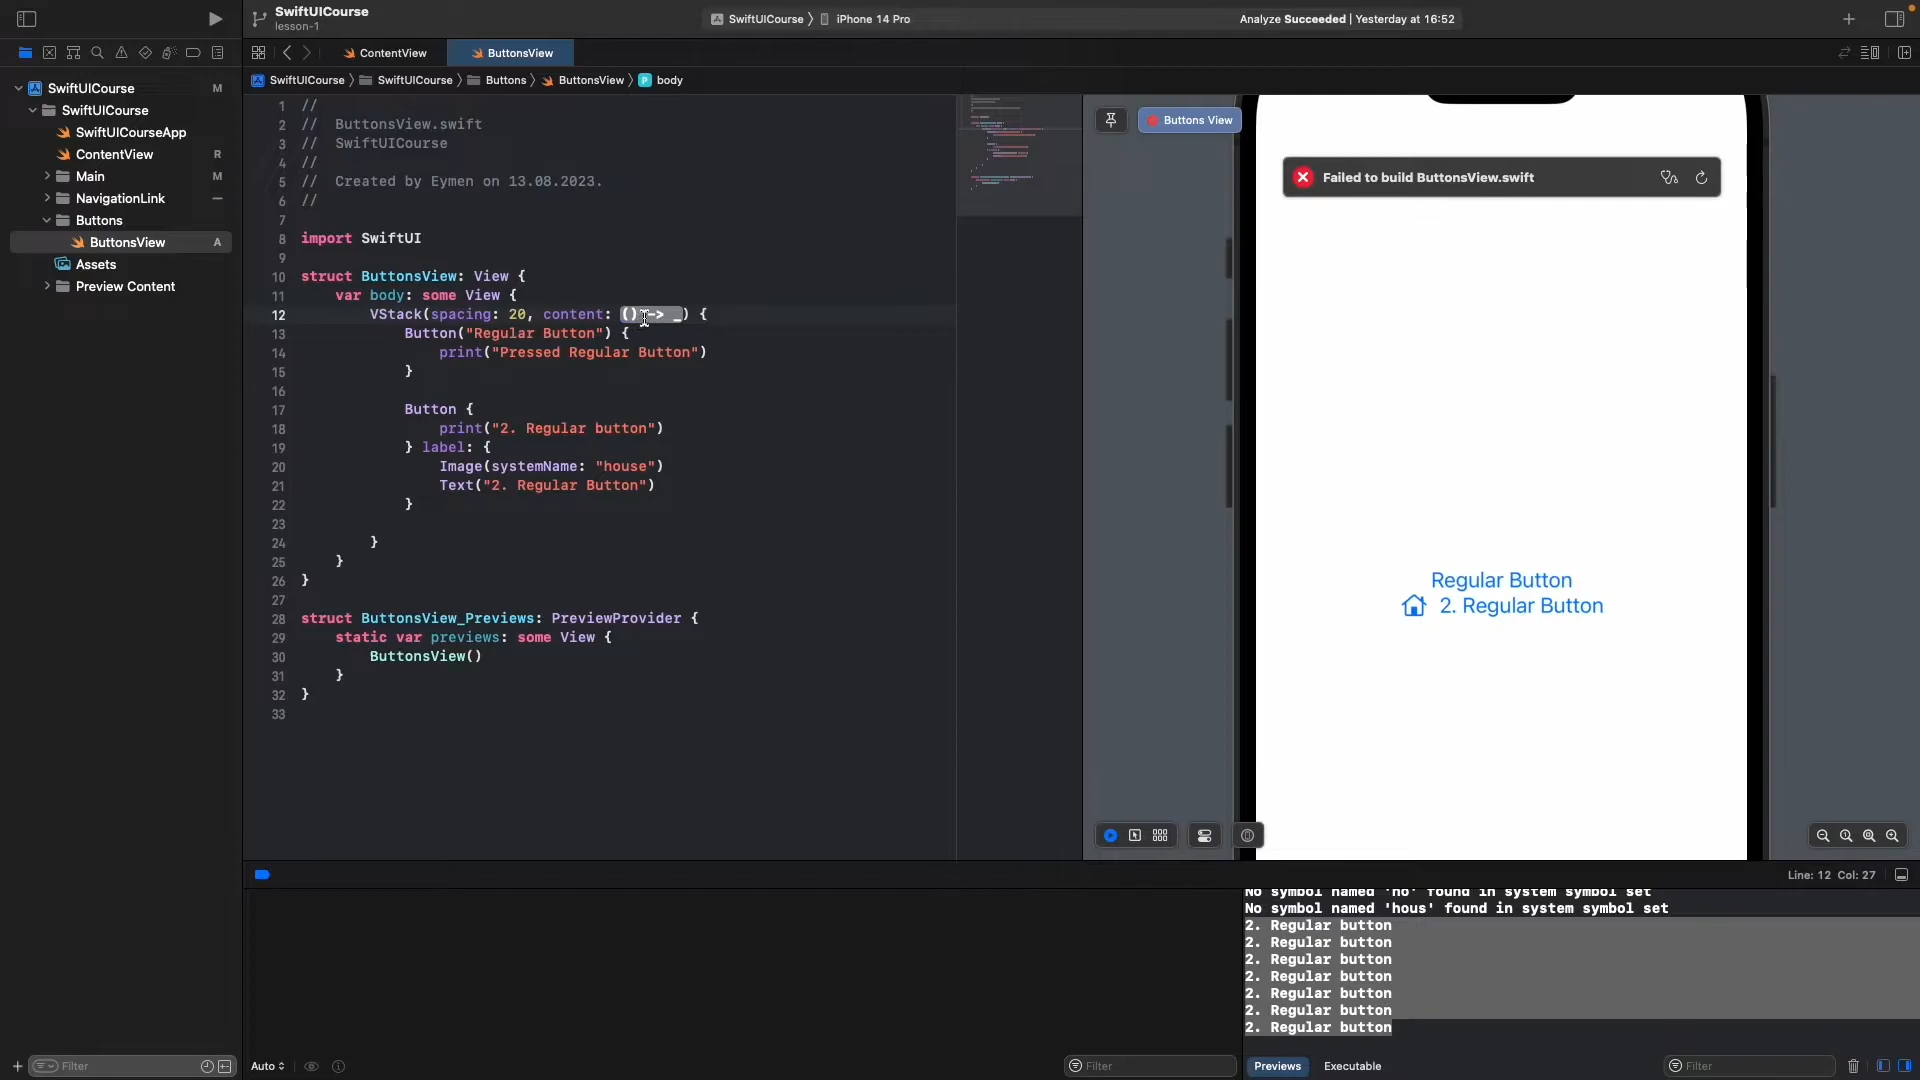 SwiftUICourse
lesson-1
SwiftUICourse 〉 iPhone 14 Pro
Analyze Succeeded | Yesterday at 16:52
ContentView
ButtonsView
SwiftUICourse 〉 SwiftUICourse 〉 Buttons 〉 ButtonsView 〉 P body
SwiftUICourse M
SwiftUICourse
SwiftUICourseApp
ContentView R
Main M
NavigationLink
Buttons
ButtonsView A
Assets
Preview Content
1 //
2 //  ButtonsView.swift
3 //  SwiftUICourse
4 //
5 //  Created by Eymen on 13.08.2023.
6 //
7
8 import SwiftUI
9
10 struct ButtonsView: View {
11     var body: some View {
12         VStack(spacing: 20, content: () -> _) {
13             Button("Regular Button") {
14                 print("Pressed Regular Button")
15             }
16
17             Button {
18                 print("2. Regular button")
19             } label: {
20                 Image(systemName: "house")
21                 Text("2. Regular Button")
22             }
23
24         }
25     }
26 }
27
28 struct ButtonsView_Previews: PreviewProvider {
29     static var previews: some View {
30         ButtonsView()
31     }
32 }
33
Buttons View
Failed to build ButtonsView.swift
Regular Button
2. Regular Button
Line: 12 Col: 27
No symbol named 'ho' found in system symbol set
No symbol named 'hous' found in system symbol set
2. Regular button
2. Regular button
2. Regular button
2. Regular button
2. Regular button
2. Regular button
2. Regular button
Filter
Auto
Filter
Previews
Executable
Filter